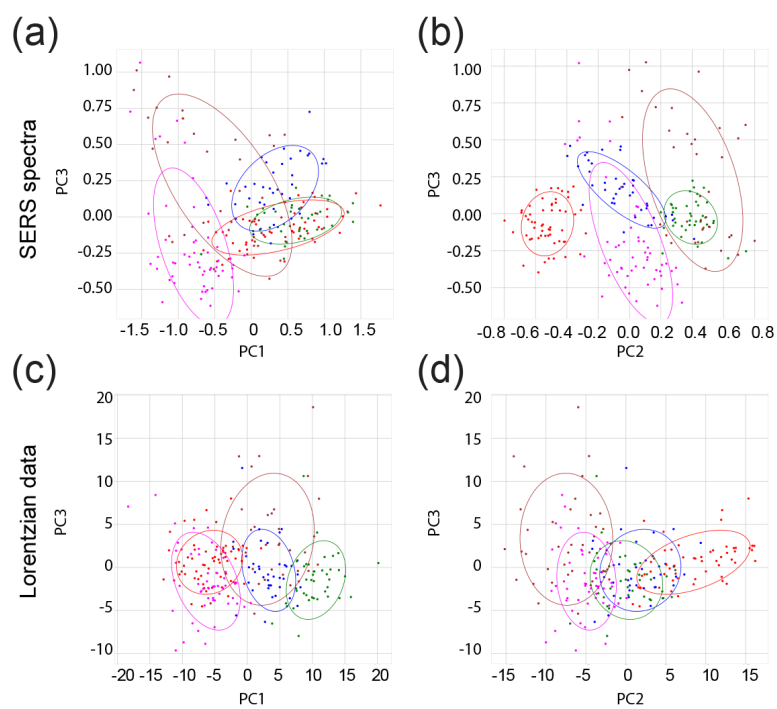 (a)
(b)
SERS spectra
PC3
1.00
0.75
0.50
0.25
0.00
-0.25
-0.50
-1.5 -1.0 -0.5 0 0.5 1.0 1.5
PC1
PC3
1.00
0.75
0.50
0.25
0.00
-0.25
-0.50
-0.8 -0.6 -0.4 -0.2 0.0 0.2 0.4 0.6 0.8
PC2
(c)
(d)
Lorentzian data
PC3
20
15
10
5
0
-5
-10
-20 -15 -10 -5 0 5 10 15 20
PC1
PC3
20
15
10
5
0
-5
-10
-15 -10 -5 0 5 10 15
PC2